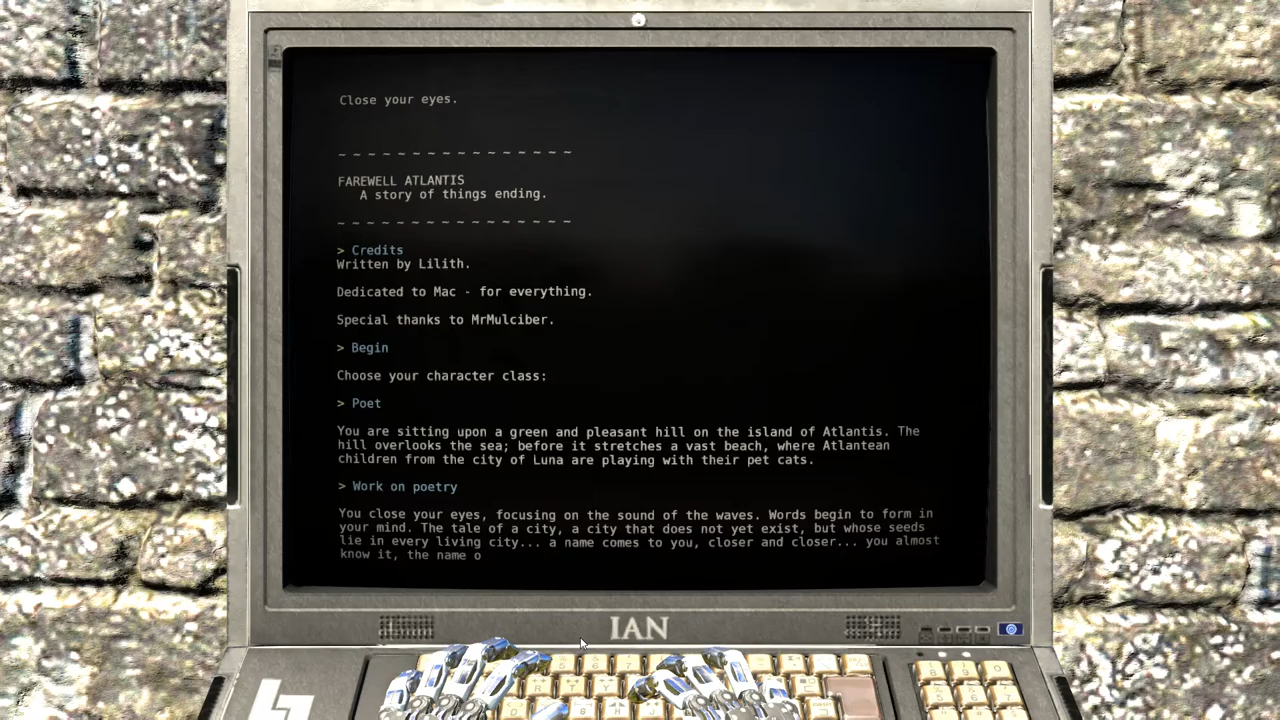 Close your eyes.
~ ~ ~ ~ ~ ~ ~ ~ ~ ~ ~ ~ ~ ~ ~ ~
FAREWELL ATLANTIS
A story of things ending.
~ ~ ~ ~ ~ ~ ~ ~ ~ ~ ~ ~ ~ ~ ~ ~
> Credits
Written by Lilith.
Dedicated to Mac - for everything.
Special thanks to MrMulciber.
> Begin
Choose your character class:
> Poet
You are sitting upon a green and pleasant hill on the island of Atlantis. The
hill overlooks the sea; before it stretches a vast beach, where Atlantean
children from the city of Luna are playing with their pet cats.
> Work on poetry
You close your eyes, focusing on the sound of the waves. Words begin to form in
your mind. The tale of a city, a city that does not yet exist, but whose seeds
lie in every living city... a name comes to you, closer and closer... you almost
know it, the name o
IAN